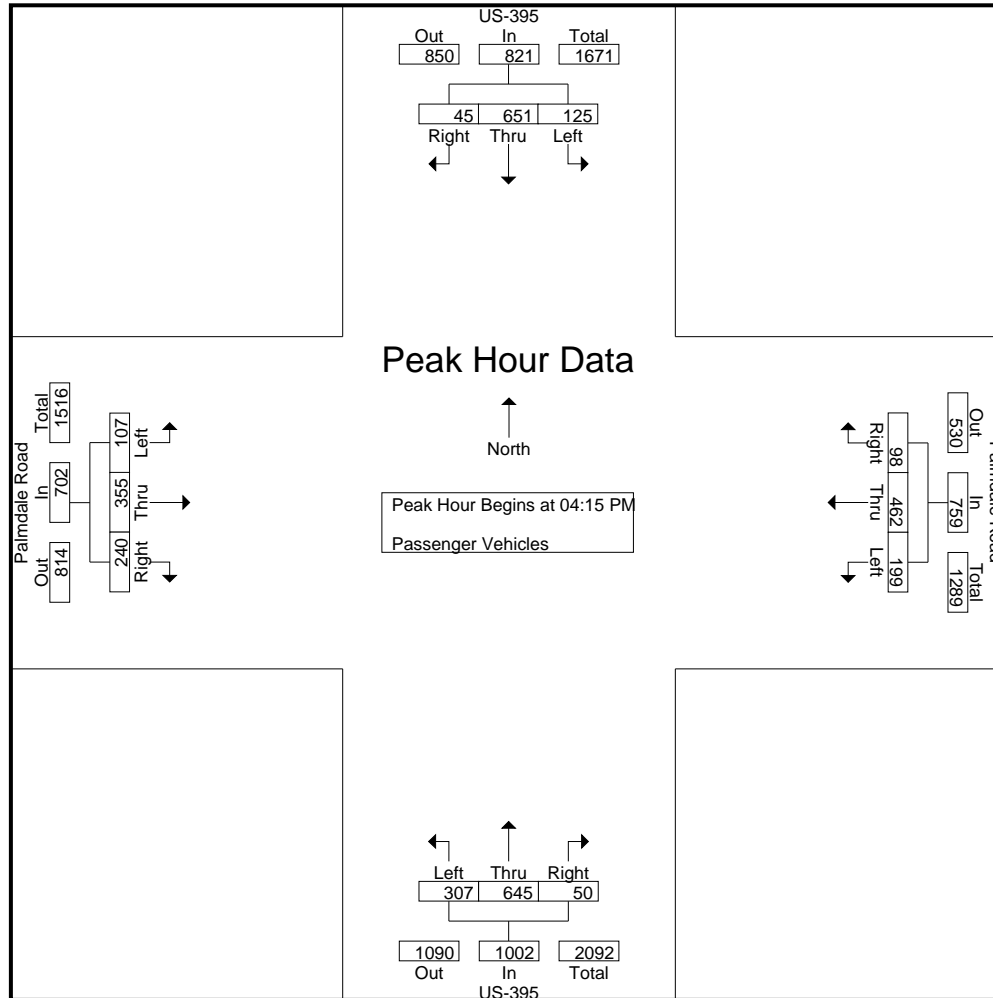 US-395
Out In Total
850 821 1671
45 651 125
Right Thru Left
Peak Hour Data
North
Peak Hour Begins at 04:15 PM
Passenger Vehicles
Palmdale Road
Total In Out
1516 702 814
107 355 240
Left Thru Right
Out In Total
530 759 1289
98 462 199
Right Thru Left
Left Thru Right
307 645 50
1090 1002 2092
Out In Total
US-395